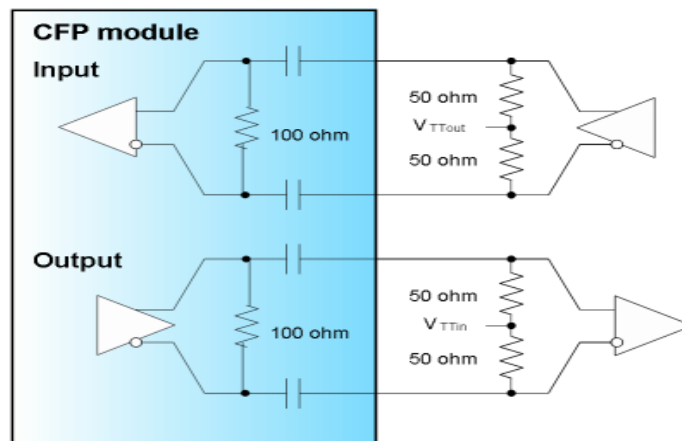 CFP module
Input
50 ohm
100 ohm
VTTout
50 ohm
Output
50 ohm
100 ohm
VTTin
50 ohm